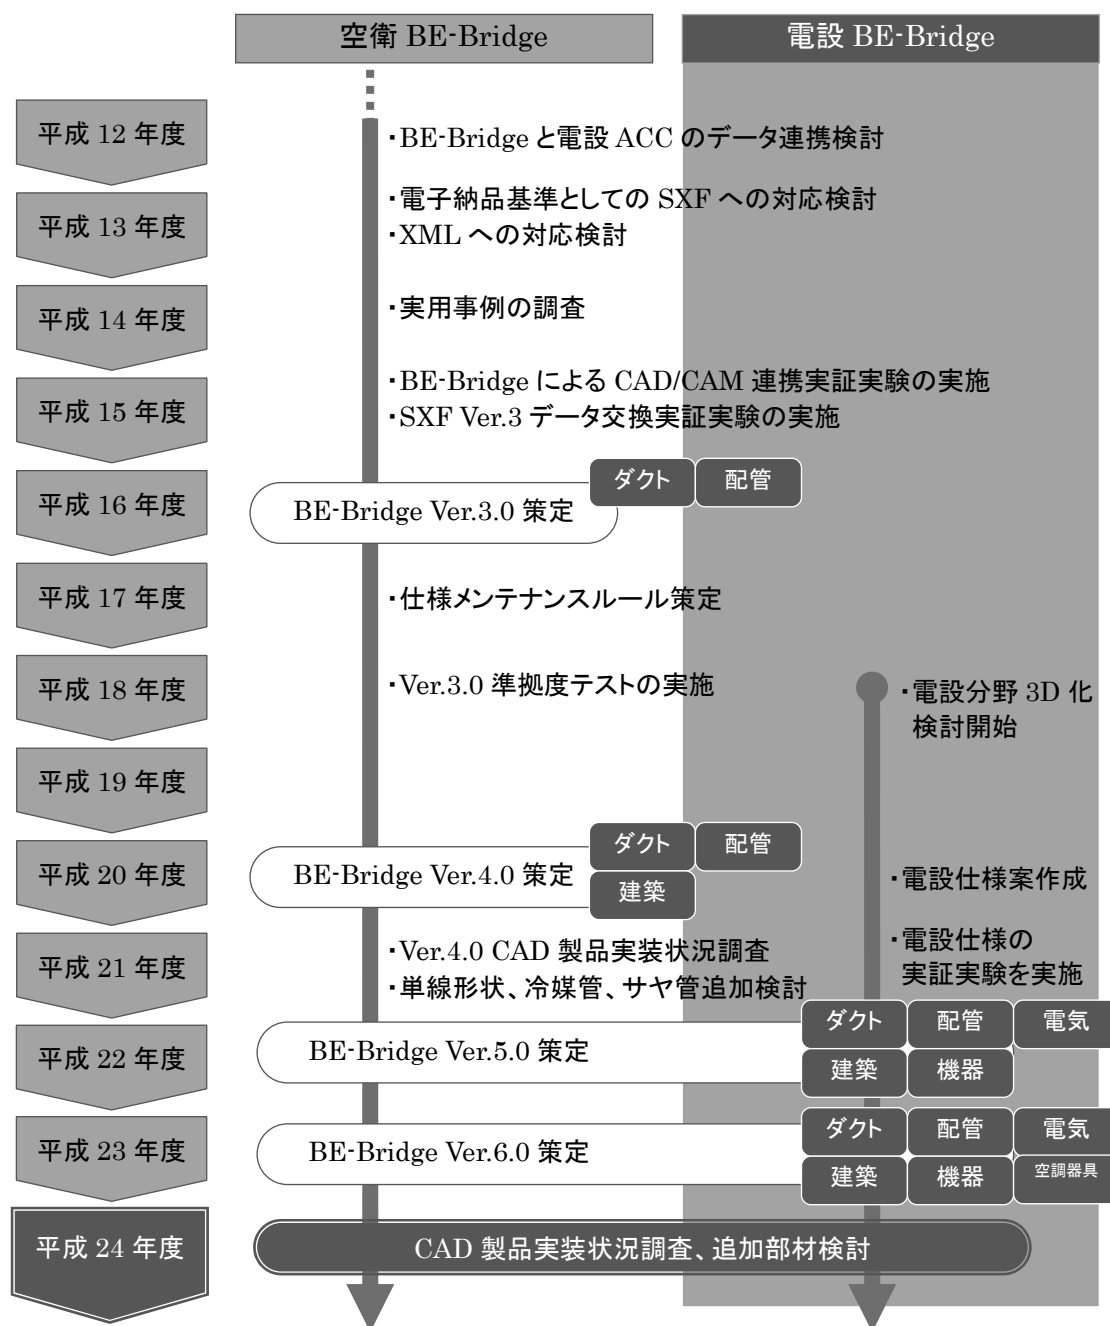 空衛 BE-Bridge
電設 BE-Bridge
平成 12 年度
・BE-Bridge と電設 ACC のデータ連携検討
平成 13 年度
・電子納品基準としての SXF への対応検討
・XML への対応検討
平成 14 年度
・実用事例の調査
平成 15 年度
・BE-Bridge による CAD/CAM 連携実証実験の実施
・SXF Ver.3 データ交換実証実験の実施
平成 16 年度
BE-Bridge Ver.3.0 策定
ダクト
配管
平成 17 年度
・仕様メンテナンスルール策定
平成 18 年度
・Ver.3.0 準拠度テストの実施
・電設分野 3D 化
検討開始
平成 19 年度
平成 20 年度
BE-Bridge Ver.4.0 策定
ダクト
配管
建築
・電設仕様案作成
平成 21 年度
・Ver.4.0 CAD 製品実装状況調査
・単線形状、冷媒管、サヤ管追加検討
・電設仕様の
実証実験を実施
平成 22 年度
BE-Bridge Ver.5.0 策定
ダクト
配管
電気
建築
機器
平成 23 年度
BE-Bridge Ver.6.0 策定
ダクト
配管
電気
建築
機器
空調器具
平成 24 年度
CAD 製品実装状況調査、追加部材検討